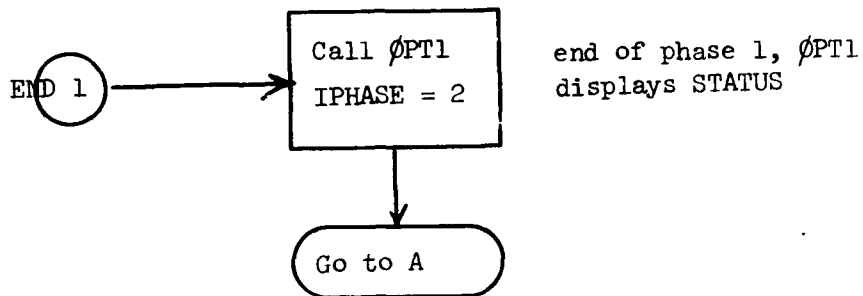 END 1
Call ØPT1
IPHASE = 2
end of phase 1, ØPT1
displays STATUS
Go to A